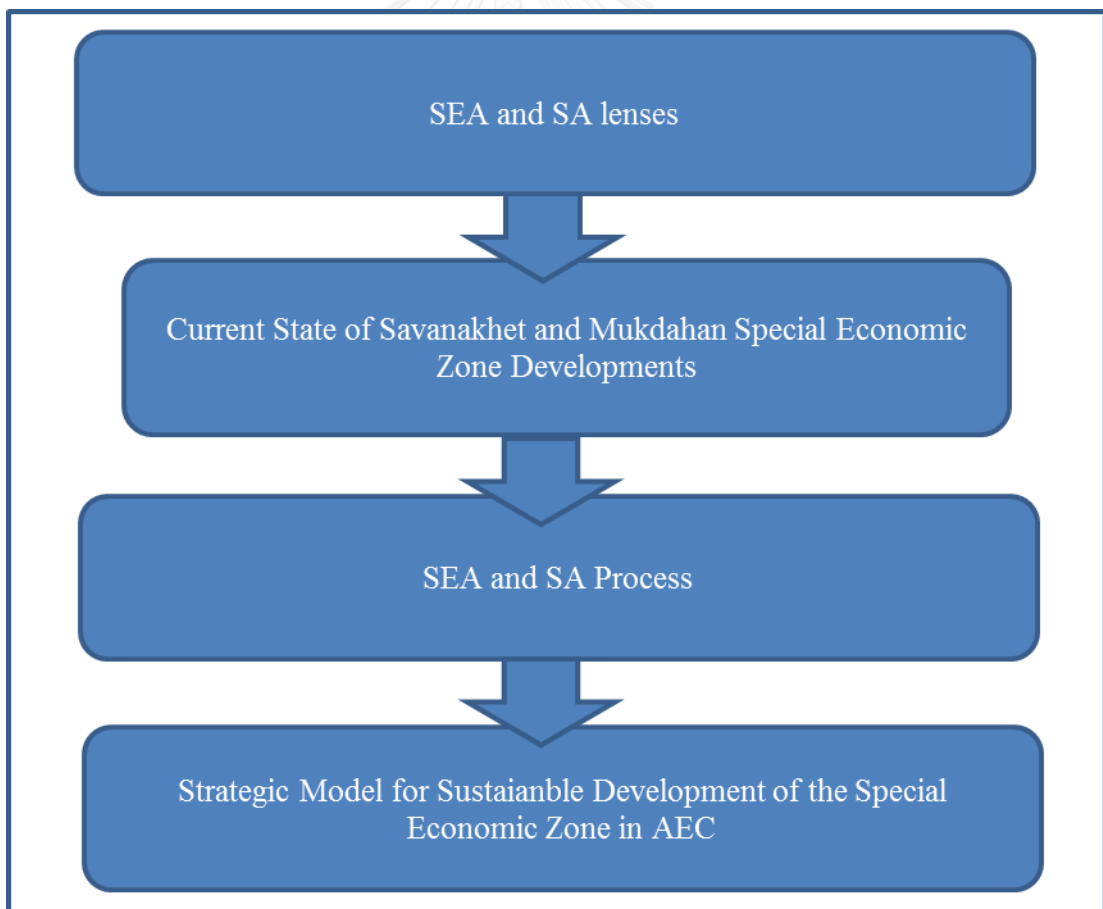 SEA and SA lenses
Current State of Savanakhet and Mukdahan Special Economic
Zone Developments
SEA and SA Process
Strategic Model for Sustaianble Development of the Special
Economic Zone in AEC